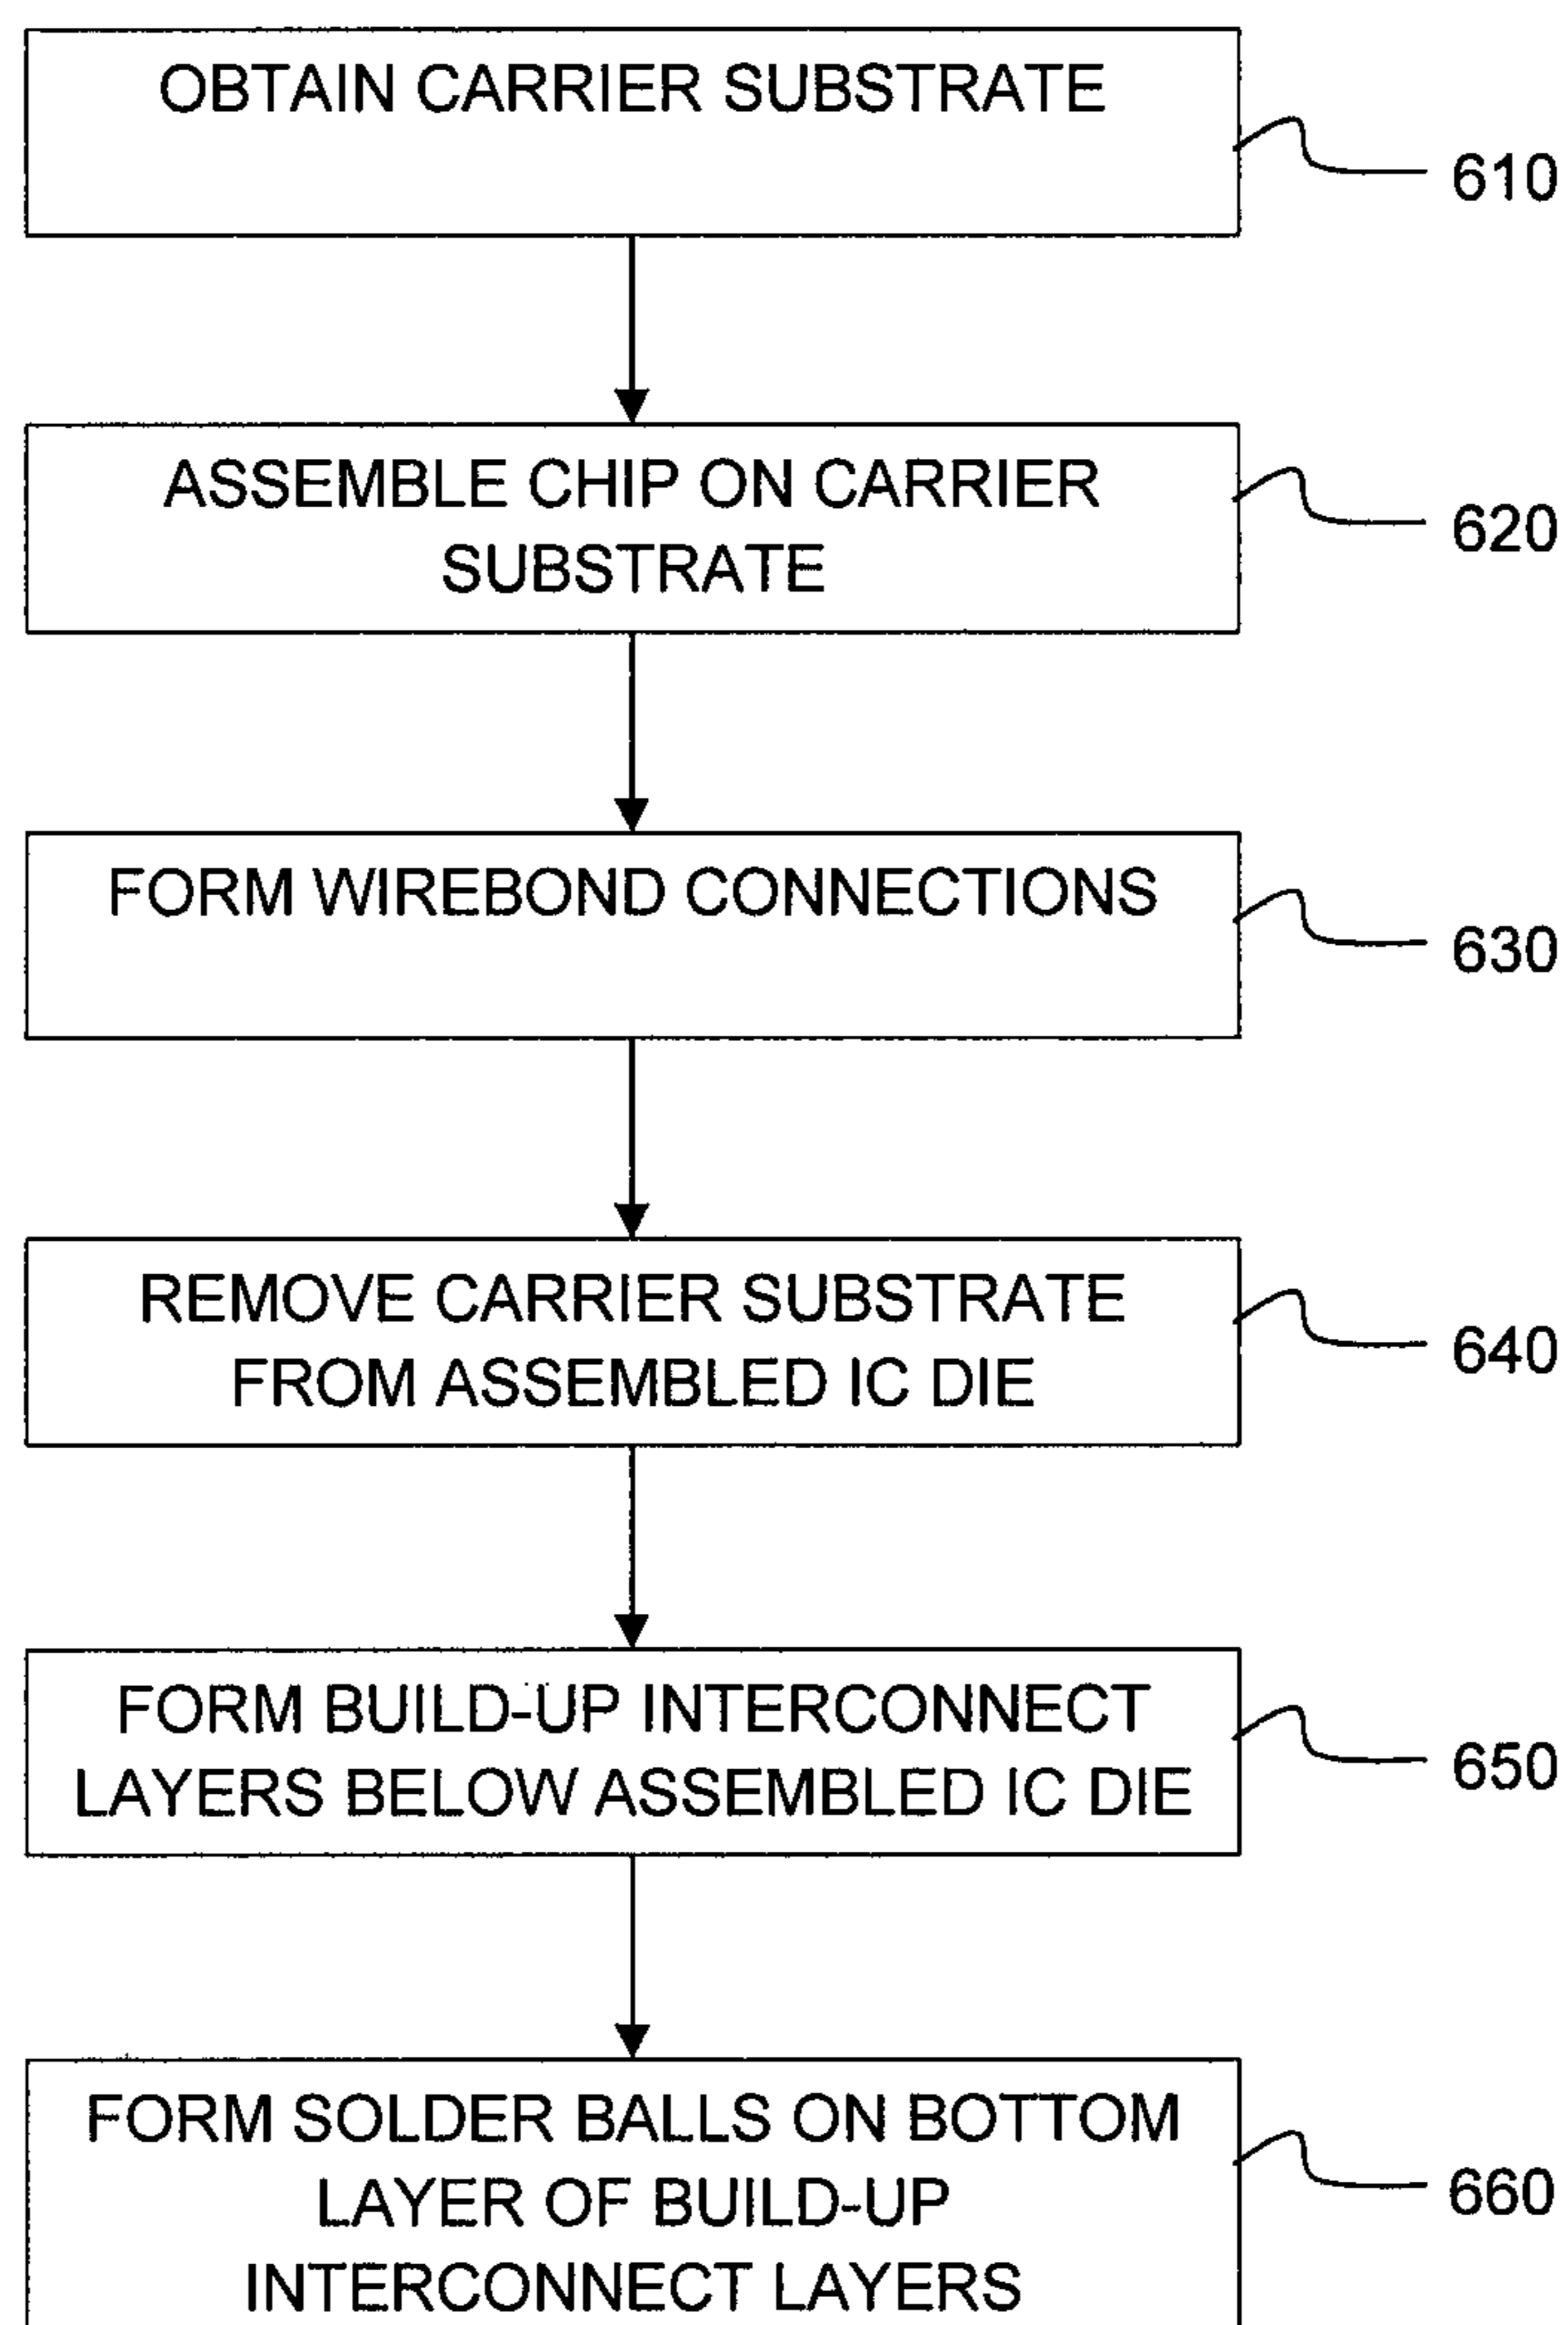 OBTAIN CARRIER SUBSTRATE
610
ASSEMBLE CHIP ON CARRIER
SUBSTRATE
620
FORM WIREBOND CONNECTIONS
630
REMOVE CARRIER SUBSTRATE
FROM ASSEMBLED IC DIE
640
FORM BUILD-UP INTERCONNECT
LAYERS BELOW ASSEMBLED IC DIE
650
FORM SOLDER BALLS ON BOTTOM
LAYER OF BUILD-UP
INTERCONNECT LAYERS
660